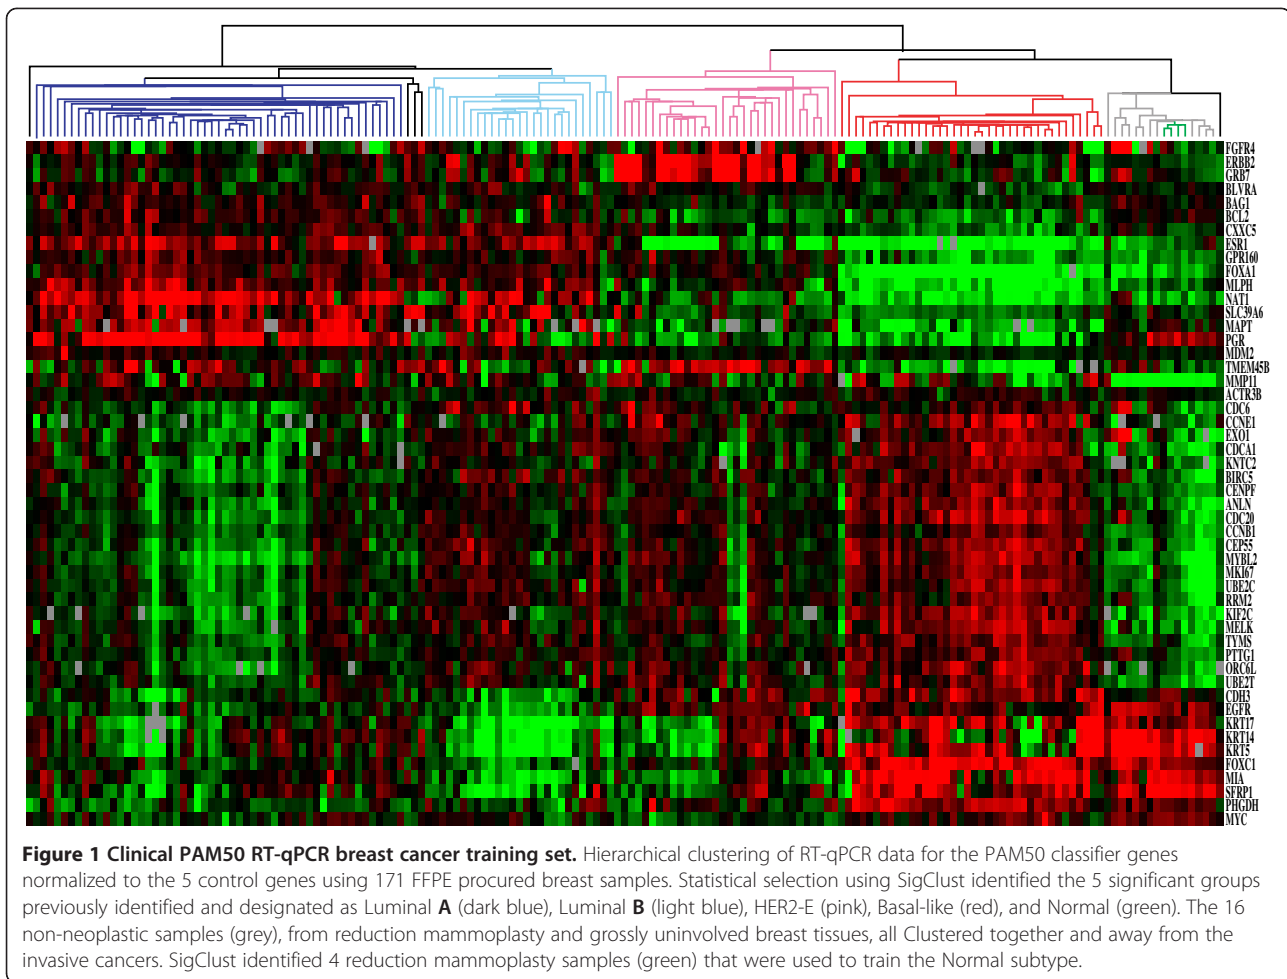 FGFR4
ERBB2
GRB7
BLVRA
BAG1
BCL2
CXXC5
ESR1
GPR160
FOXA1
MLPH
NAT1
SLC39A6
MAPT
PGR
MDM2
TMEM45B
MMP11
ACTR3B
CDC6
CCNE1
EXO1
CDCA1
KNTC2
BIRC5
CENPF
ANLN
CDC20
CCNB1
CEP55
MYBL2
MKI67
UBE2C
RRM2
KIF2C
MELK
TYMS
PTTG1
ORC6L
UBE2T
CDH3
EGFR
KRT17
KRT14
KRT5
FOXC1
MIA
SFRP1
PHGDH
MYC
Figure 1 Clinical PAM50 RT-qPCR breast cancer training set. Hierarchical clustering of RT-qPCR data for the PAM50 classifier genes
normalized to the 5 control genes using 171 FFPE procured breast samples. Statistical selection using SigClust identified the 5 significant groups
previously identified and designated as Luminal A (dark blue), Luminal B (light blue), HER2-E (pink), Basal-like (red), and Normal (green). The 16
non-neoplastic samples (grey), from reduction mammoplasty and grossly uninvolved breast tissues, all Clustered together and away from the
invasive cancers. SigClust identified 4 reduction mammoplasty samples (green) that were used to train the Normal subtype.